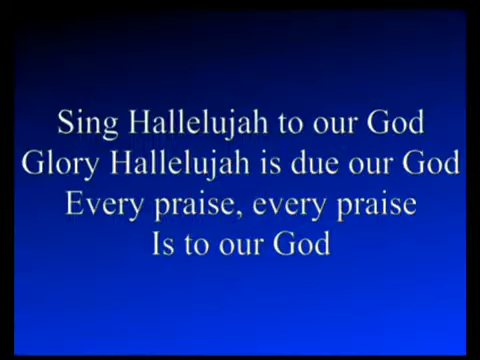 Sing Hallelujah to our God
Glory Hallelujah is due our God
Every praise, every praise
Is to our God